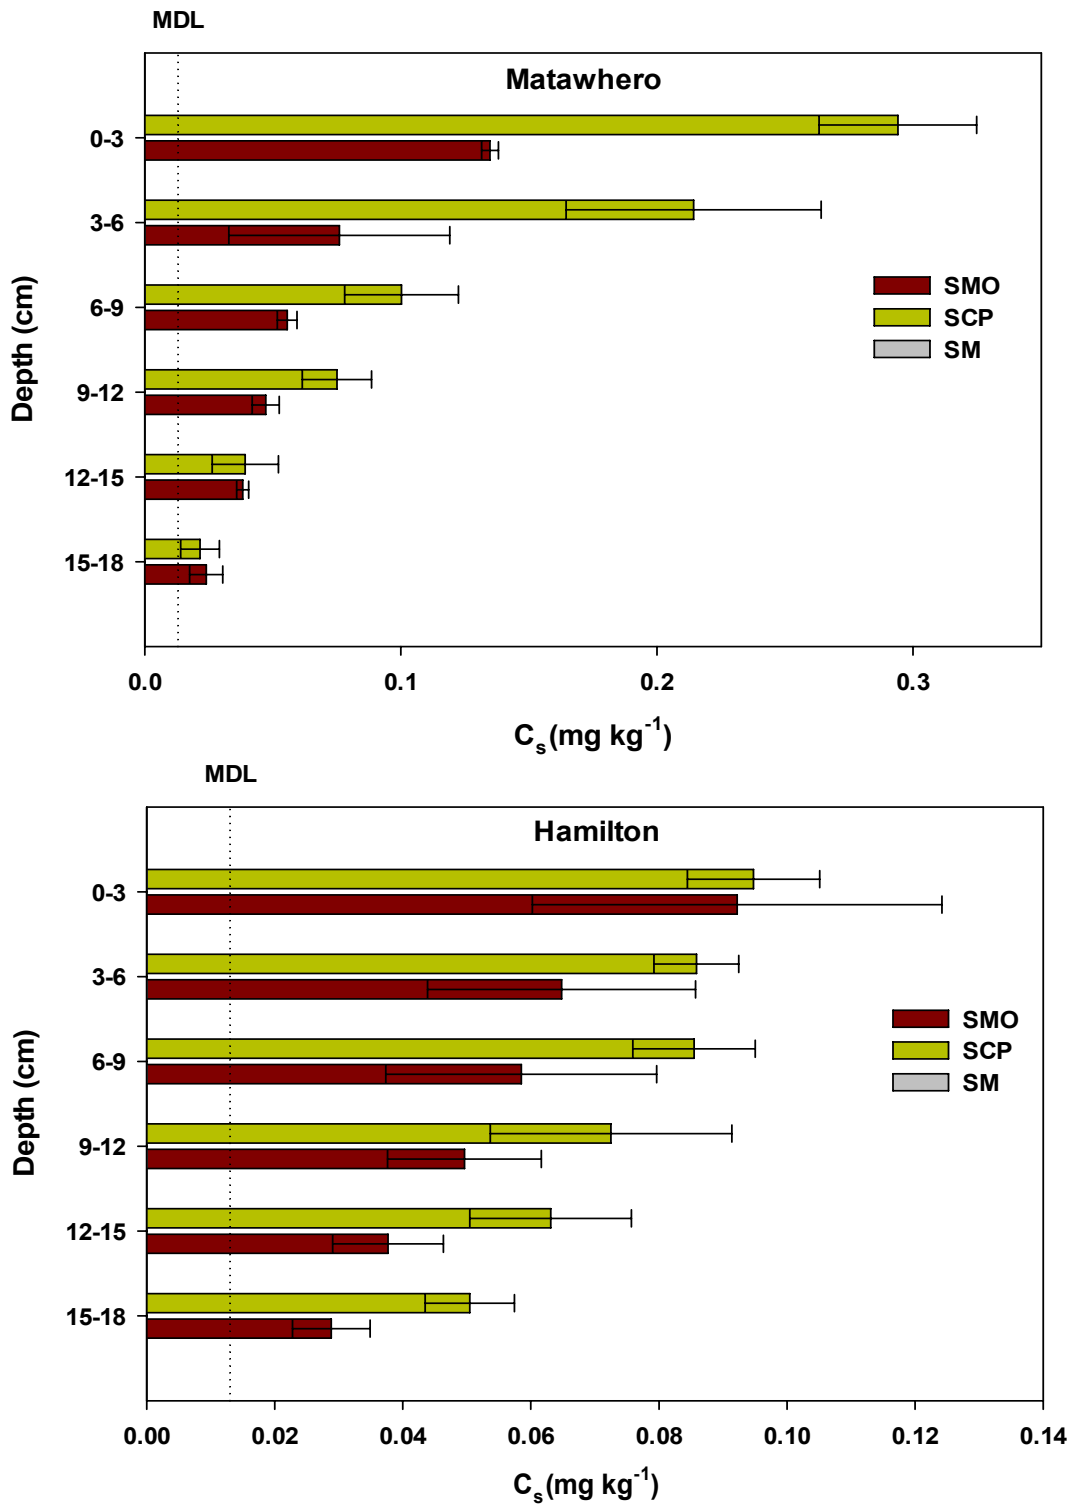 MDL
Matawhero
0-3
3-6
6-9
9-12
12-15
15-18
Depth (cm)
SMO
SCP
SM
0.0 0.1 0.2 0.3
Cs (mg kg-1)
MDL
Hamilton
0-3
3-6
6-9
9-12
12-15
15-18
Depth (cm)
SMO
SCP
SM
0.00 0.02 0.04 0.06 0.08 0.10 0.12 0.14
Cs (mg kg-1)